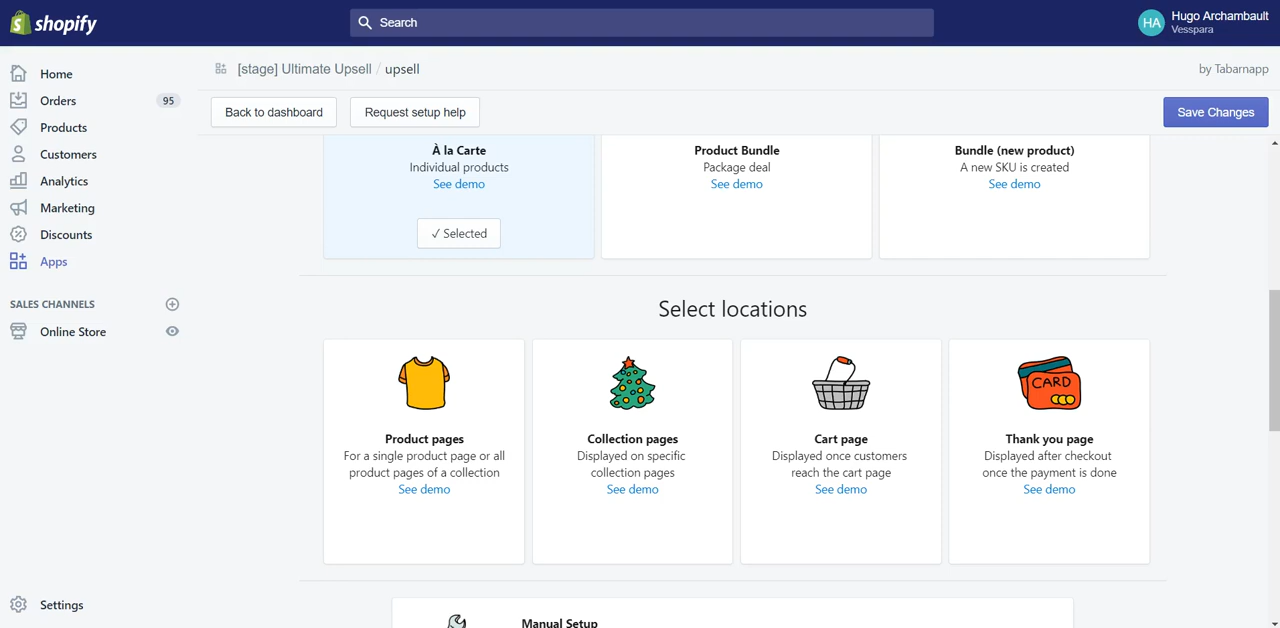 shopify
Search
HA
Hugo Archambault
Vesspara
Home
Orders
95
Products
Customers
Analytics
Marketing
Discounts
Apps
SALES CHANNELS
Online Store
Settings
[stage] Ultimate Upsell / upsell
by Tabarnapp
Back to dashboard
Request setup help
Save Changes
À la Carte
Individual products
See demo
✓ Selected
Product Bundle
Package deal
See demo
Bundle (new product)
A new SKU is created
See demo
Select locations
Product pages
For a single product page or all
product pages of a collection
See demo
Collection pages
Displayed on specific
collection pages
See demo
Cart page
Displayed once customers
reach the cart page
See demo
CARD
Thank you page
Displayed after checkout
once the payment is done
See demo
Manual Setup